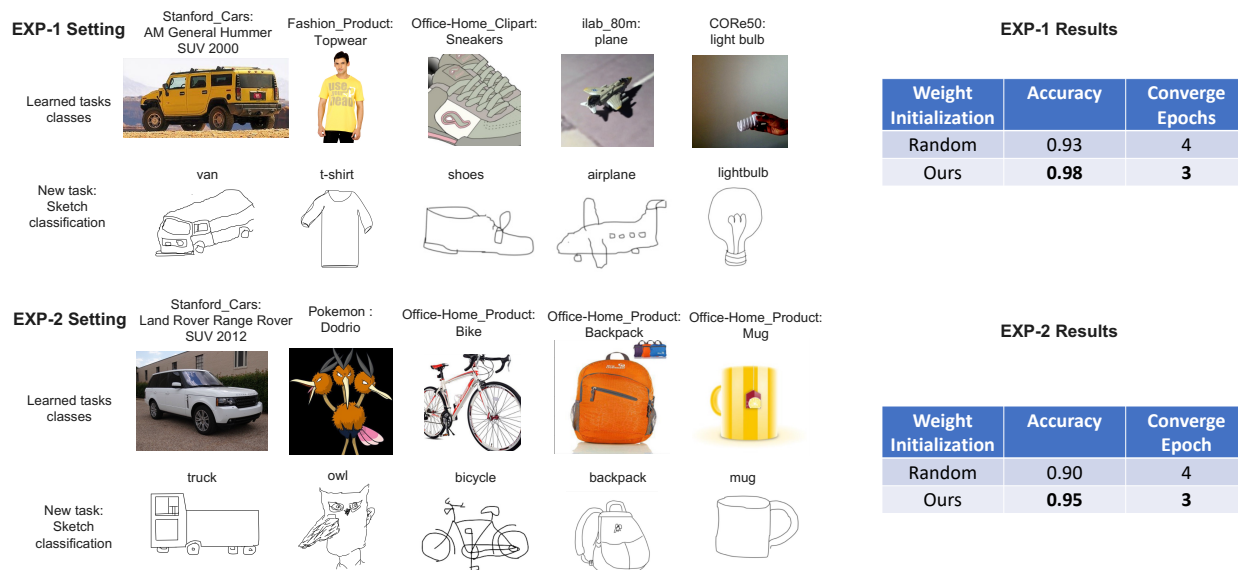 EXP-1 Setting
Stanford_Cars:
AM General Hummer
SUV 2000
Fashion_Product:
Topwear
Office-Home_Clipart:
Sneakers
ilab_80m:
plane
CORe50:
light bulb
Learned tasks
classes
New task:
Sketch
classification
van
t-shirt
shoes
airplane
lightbulb
EXP-1 Results
Weight
Initialization
Accuracy
Converge
Epochs
Random
0.93
4
Ours
0.98
3
EXP-2 Setting
Stanford_Cars:
Land Rover Range Rover
SUV 2012
Pokemon :
Dodrio
Office-Home_Product:
Bike
Office-Home_Product:
Backpack
Office-Home_Product:
Mug
Learned tasks
classes
New task:
Sketch
classification
truck
owl
bicycle
backpack
mug
EXP-2 Results
Weight
Initialization
Accuracy
Converge
Epoch
Random
0.90
4
Ours
0.95
3